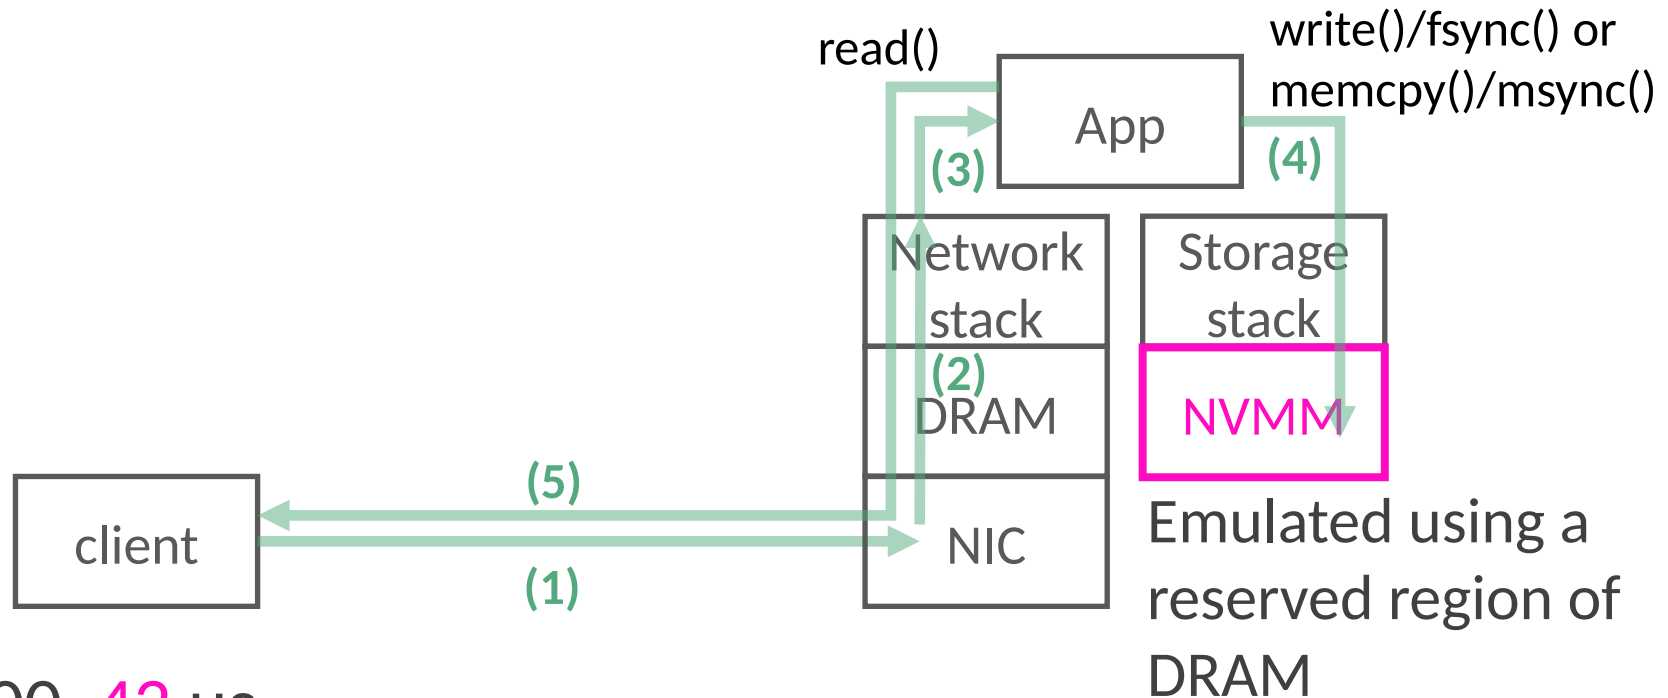 read()
write()/fsync() or
memcpy()/msync()
App
(3)
(4)
Network
stack
Storage
stack
(2)
DRAM
NVMM
(5)
client
NIC
(1)
Emulated using a
reserved region of
DRAM